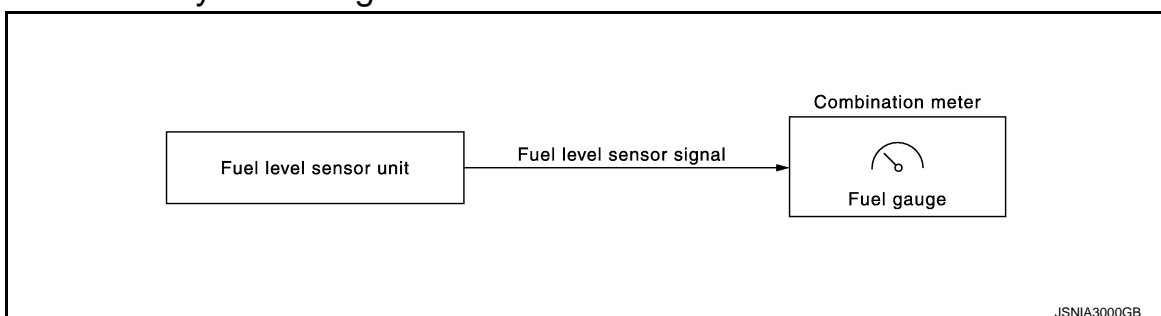 Combination meter
Fuel level sensor unit
Fuel level sensor signal
Fuel gauge
JSNIA3000GB